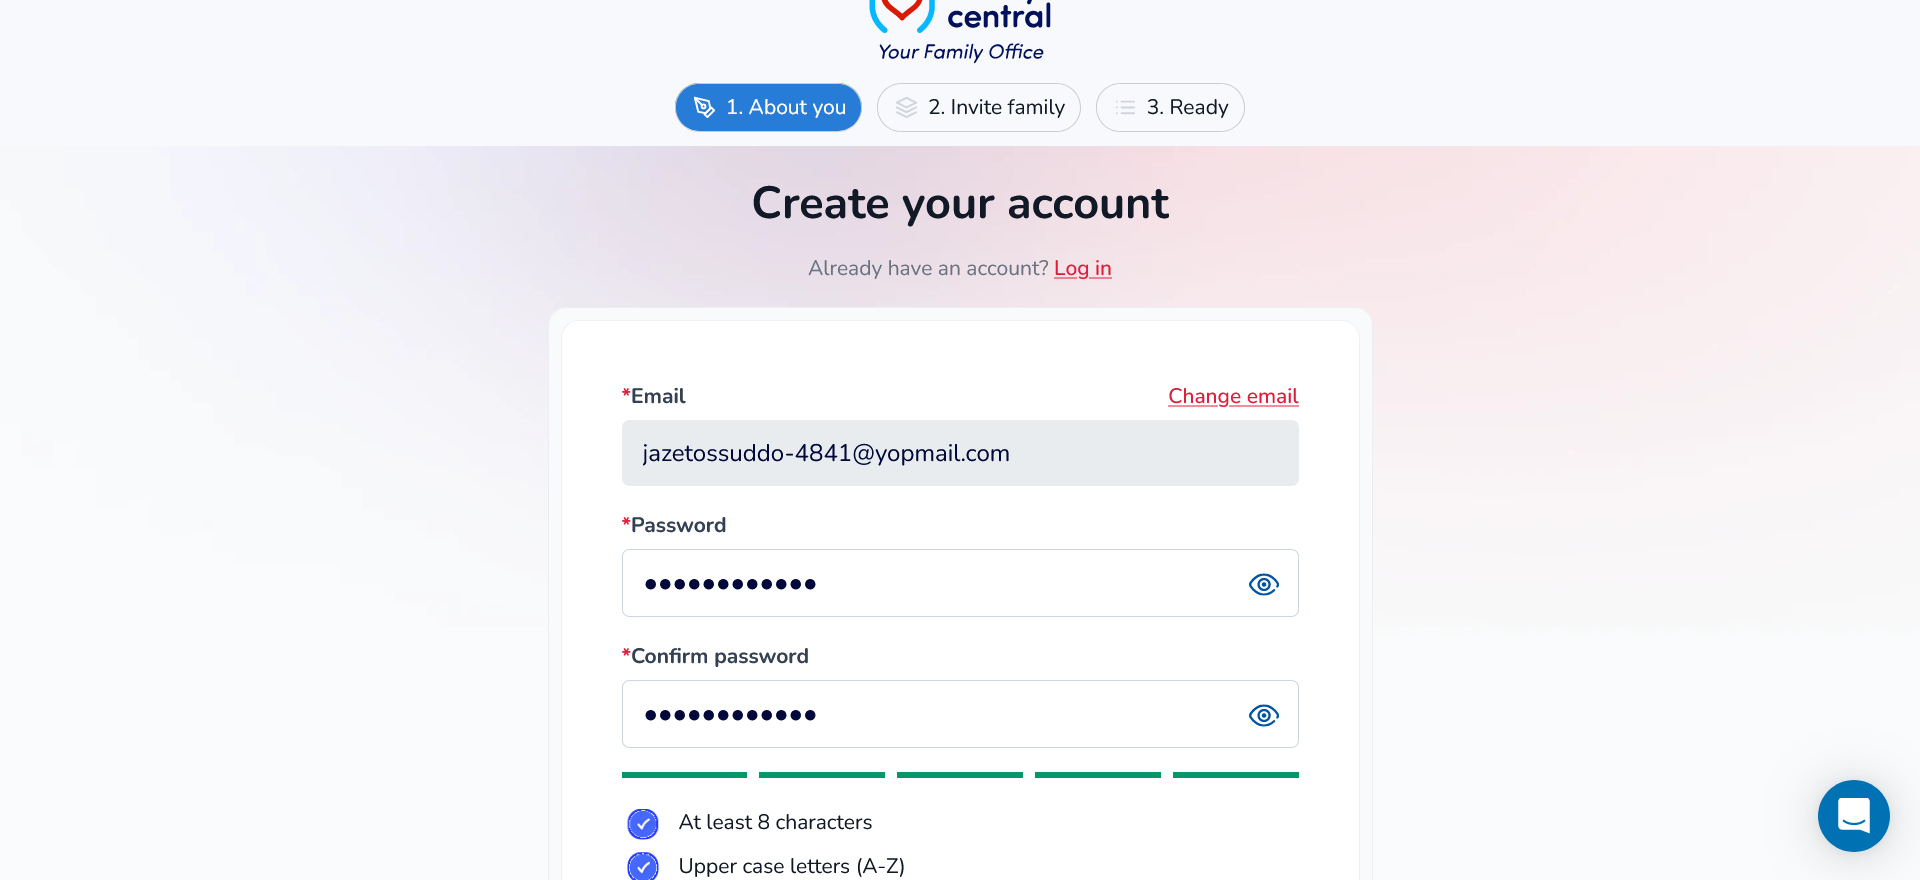 central
Your Family Office
1. About you
2. Invite family
3. Ready
Create your account
Already have an account? Log in
*Email
Change email
jazetossuddo-4841@yopmail.com
*Password
••••••••••••
*Confirm password
••••••••••••
At least 8 characters
Upper case letters (A-Z)